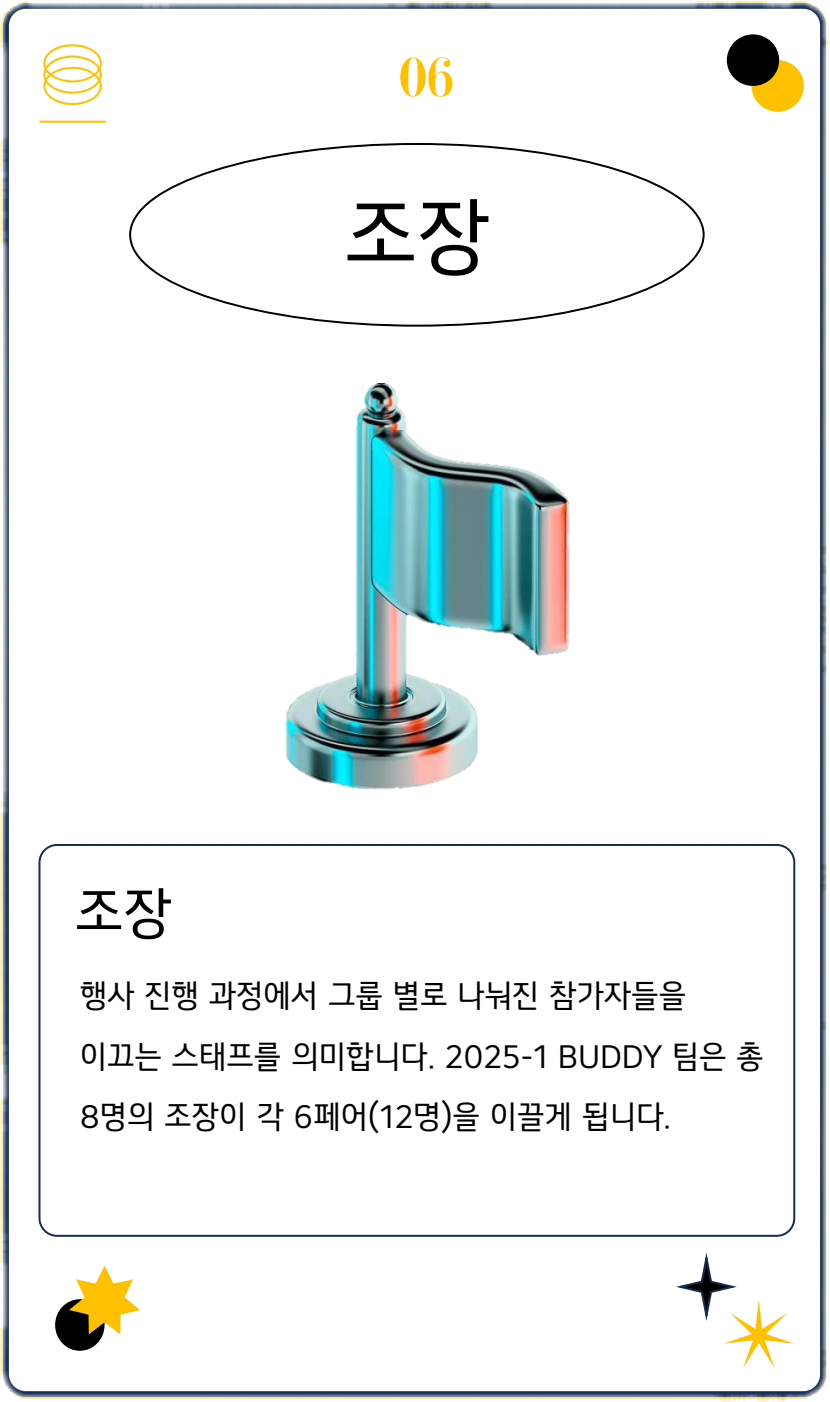 06
조장
조장
행사 진행 과정에서 그룹 별로 나눠진 참가자들을
이끄는 스태프를 의미합니다. 2025-1 BUDDY 팀은 총
8명의 조장이 각 6페어(12명)을 이끌게 됩니다.